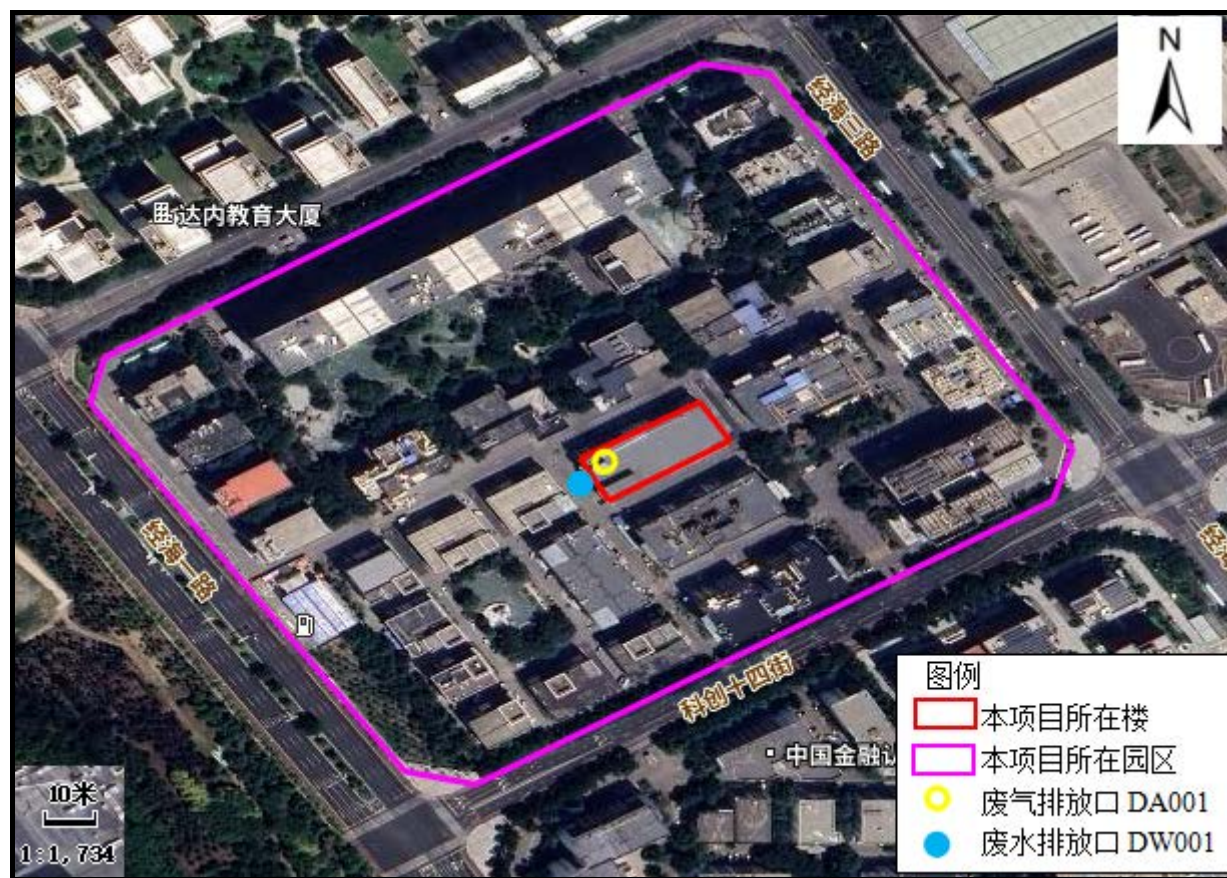 N
经海三路
达内教育大厦
经海一路
科创十四街
中国金融认
图例
本项目所在楼
本项目所在园区
废气排放口 DA001
废水排放口 DW001
10米
1:1,734